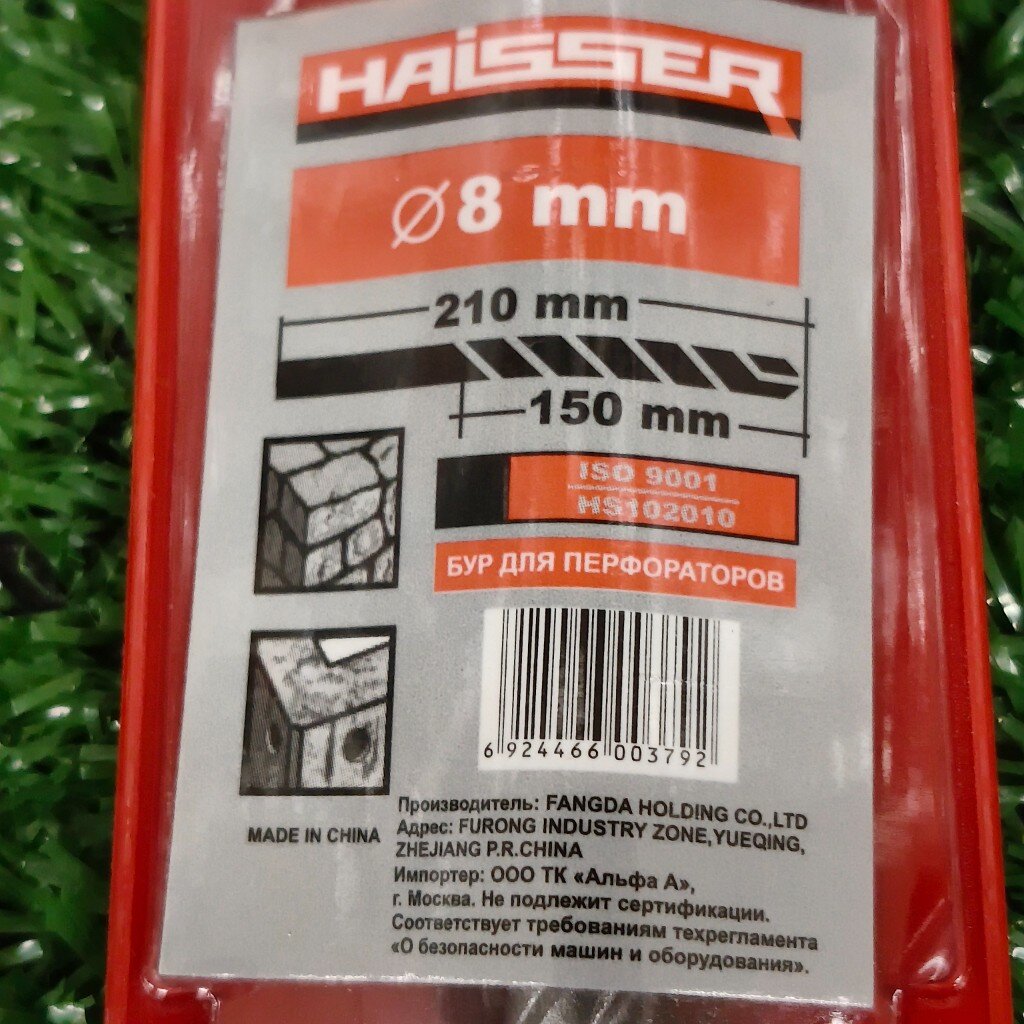 HAISSER
Ø8 mm
210 mm
150 mm
ISO 9001
HS102010
БУР ДЛЯ ПЕРФОРАТОРОВ
6 924466 003792
MADE IN CHINA
Производитель: FANGDA HOLDING CO.,LTD
Адрес: FURONG INDUSTRY ZONE,YUEQING,
ZHEJIANG P.R.CHINA
Импортер: ООО ТК «Альфа А»,
г. Москва. Не подлежит сертификации.
Соответствует требованиям техрегламента
«О безопасности машин и оборудования».